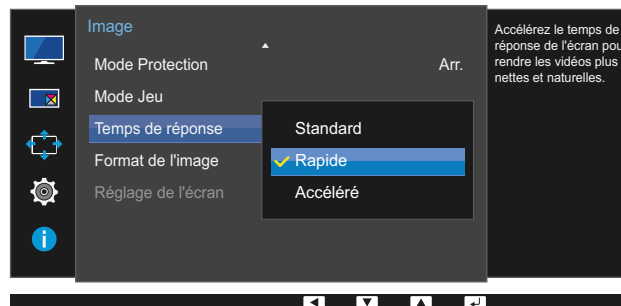 Image
Mode Protection Arr.
Mode Jeu
Temps de réponse
Format de l'image
Réglage de l'écran
Standard
Rapide
Accéléré
Accélérez le temps de
réponse de l'écran pou
rendre les vidéos plus
nettes et naturelles.